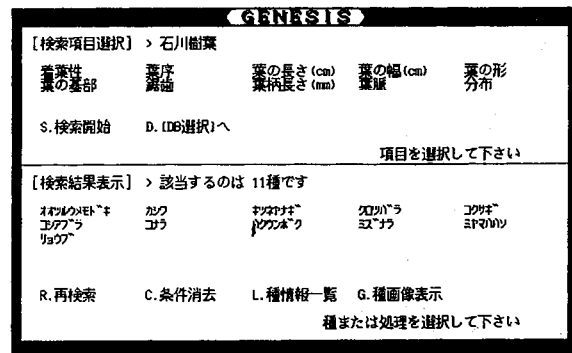 GENESIS
[検索項目選択] > 石川樹葉
着葉性 葉序 葉の長さ(cm) 葉の幅(cm) 葉の形
葉の基部 鋸歯 葉柄長さ(mm) 葉脈 分布
S.検索開始 D.[DB選択]へ
項目を選択して下さい
[検索結果表示] > 該当するのは 11種です
オオツルウメモドキ カシワ キツネヤナギ クロツバラ コクサギ
コシアブラ コナラ ハクウンボク ミズナラ ミヤマハハソ
リョウブ
R.再検索 C.条件消去 L.種情報一覧 G.種画像表示
種または処理を選択して下さい